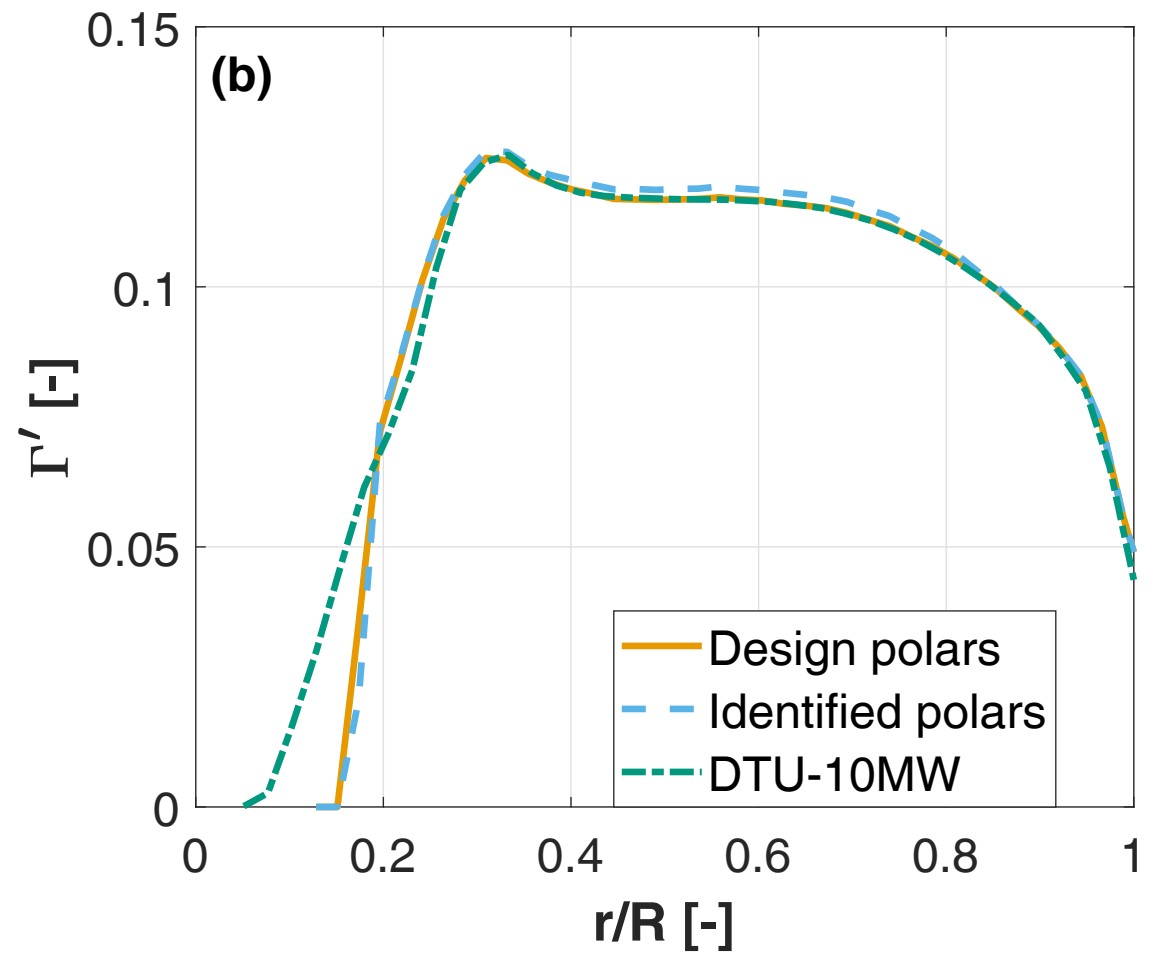 (b)
0.15
0.1
0.05
0
Γ′ [-]
Design polars
Identified polars
DTU-10MW
0 0.2 0.4 0.6 0.8 1
r/R [-]